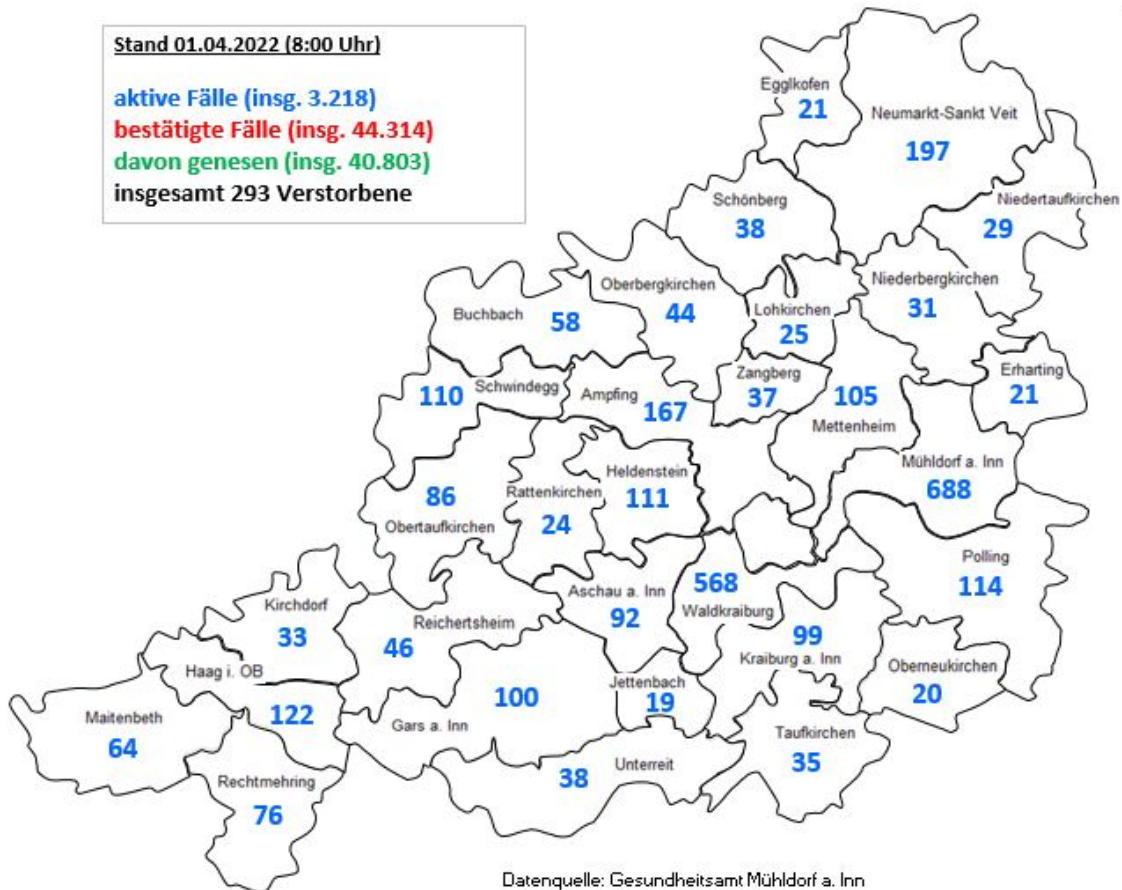 Stand 01.04.2022 (8:00 Uhr)
aktive Fälle (insg. 3.218)
bestätigte Fälle (insg. 44.314)
davon genesen (insg. 40.803)
insgesamt 293 Verstorbene
Egglkofen
21
Neumarkt-Sankt Veit
197
Schönberg
38
Niedertaufkirchen
29
Oberbergkirchen
44
Niederbergkirchen
31
Buchbach
58
Lohkirchen
25
Schwindegg
110
Ampfing
167
Zangberg
37
105
Mettenheim
Erharting
21
Mühldorf a. Inn
688
86
Obertaufkirchen
Rattenkirchen
24
Heldenstein
111
Polling
114
568
Waldkraiburg
Aschau a. Inn
92
Kirchdorf
33
Reichertsheim
46
99
Kraiburg a. Inn
Oberneukirchen
20
Haag i. OB
122
Maitenbeth
64
100
Gars a. Inn
Jettenbach
19
Taufkirchen
35
38
Unterreit
Rechtmehring
76
Datenquelle: Gesundheitsamt Mühldorf a. Inn